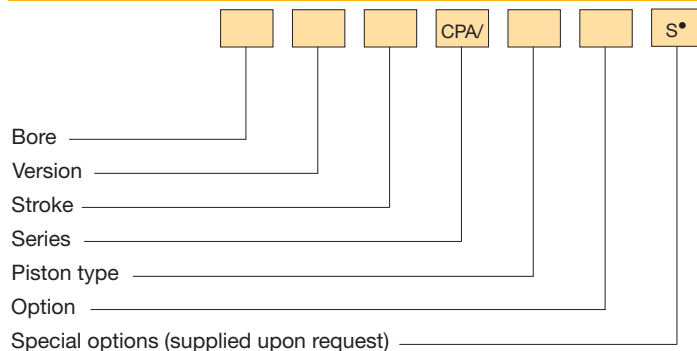 CPA/ S•
Bore
Version
Stroke
Series
Piston type
Option
Special options (supplied upon request)